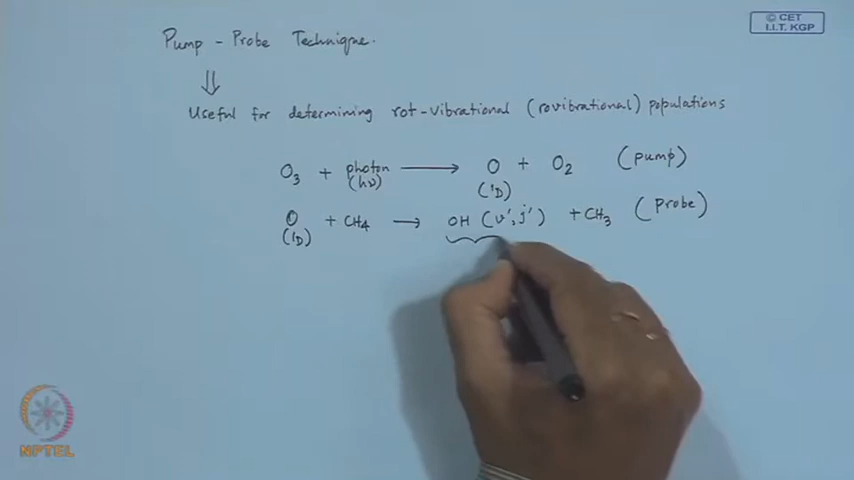 © CET
I.I.T. KGP
Pump - Probe Technique.
⇓
Useful for determining rot-vibrational (rovibrational) populations
O₃ + photon ⟶ O + O₂ (pump)
(hν) (¹D)
O + CH₄ ⟶ OH (v', j') + CH₃ (probe)
(¹D)
NPTEL